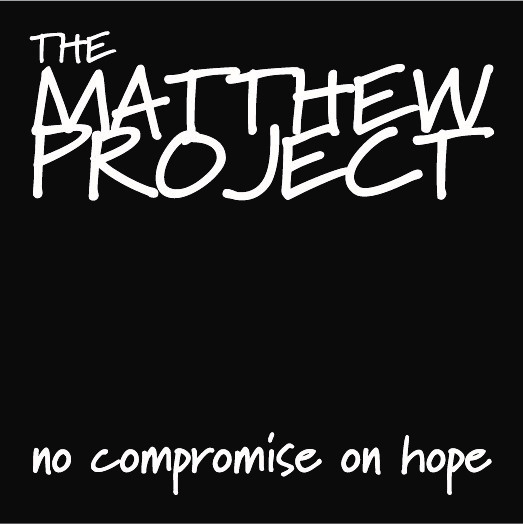 THE
MATTHEW
PROJECT
no compromise on hope